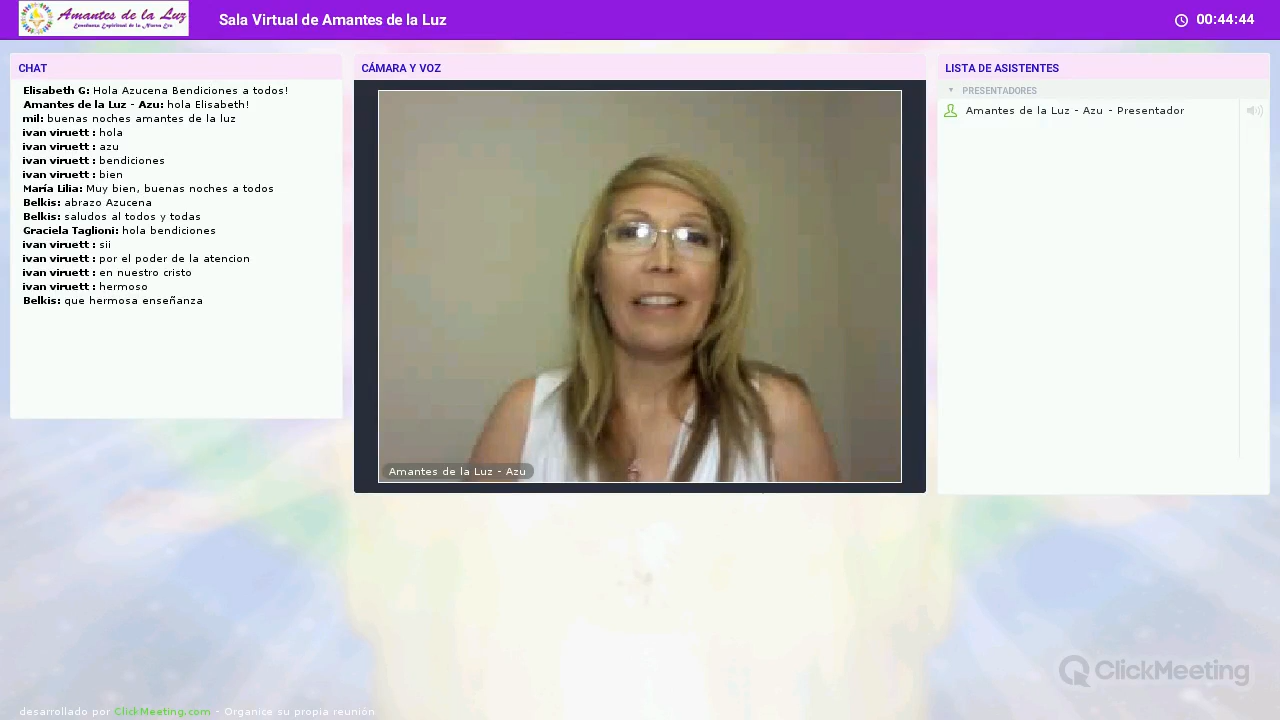 Amantes de la Luz
Enseñanza Espiritual de la Nueva Era
Sala Virtual de Amantes de la Luz
00:44:44
CHAT
Elisabeth G: Hola Azucena Bendiciones a todos!
Amantes de la Luz - Azu: hola Elisabeth!
mil: buenas noches amantes de la luz
ivan viruett : hola
ivan viruett : azu
ivan viruett : bendiciones
ivan viruett : bien
María Lilia: Muy bien, buenas noches a todos
Belkis: abrazo Azucena
Belkis: saludos al todos y todas
Graciela Taglioni: hola bendiciones
ivan viruett : sii
ivan viruett : por el poder de la atencion
ivan viruett : en nuestro cristo
ivan viruett : hermoso
Belkis: que hermosa enseñanza
CÁMARA Y VOZ
Amantes de la Luz - Azu
LISTA DE ASISTENTES
PRESENTADORES
Amantes de la Luz - Azu - Presentador
ClickMeeting
desarrollado por ClickMeeting.com - Organice su propia reunión